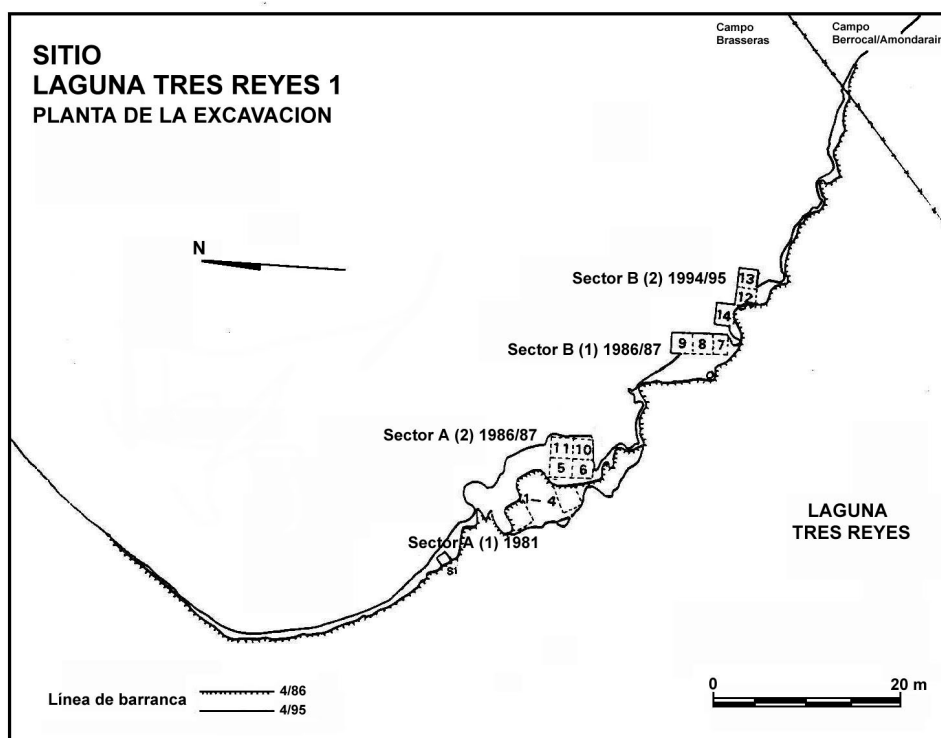 SITIO
LAGUNA TRES REYES 1
PLANTA DE LA EXCAVACION
Campo
Brasseras
Campo
Berrocal/Amondarain
N
Sector B (2) 1994/95
13
12
14
Sector B (1) 1986/87
9 8 7
Sector A (2) 1986/87
11 10
5 6
1- 4
Sector A (1) 1981
S1
LAGUNA
TRES REYES
Línea de barranca
4/86
4/95
0 20 m